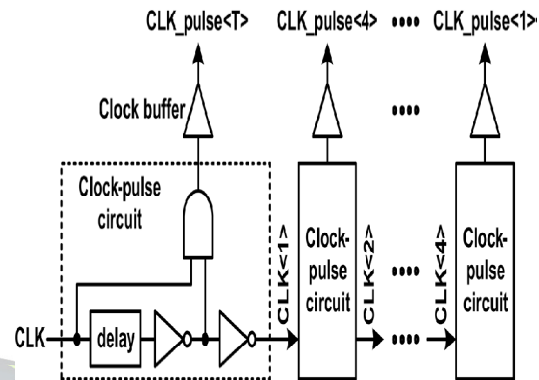 CLK_pulse<T> CLK_pulse<4> CLK_pulse<1>
Clock buffer
Clock-pulse
circuit
CLK
delay
CLK<1>
Clock-
pulse
circuit
CLK<2>
CLK<4>
Clock-
pulse
circuit